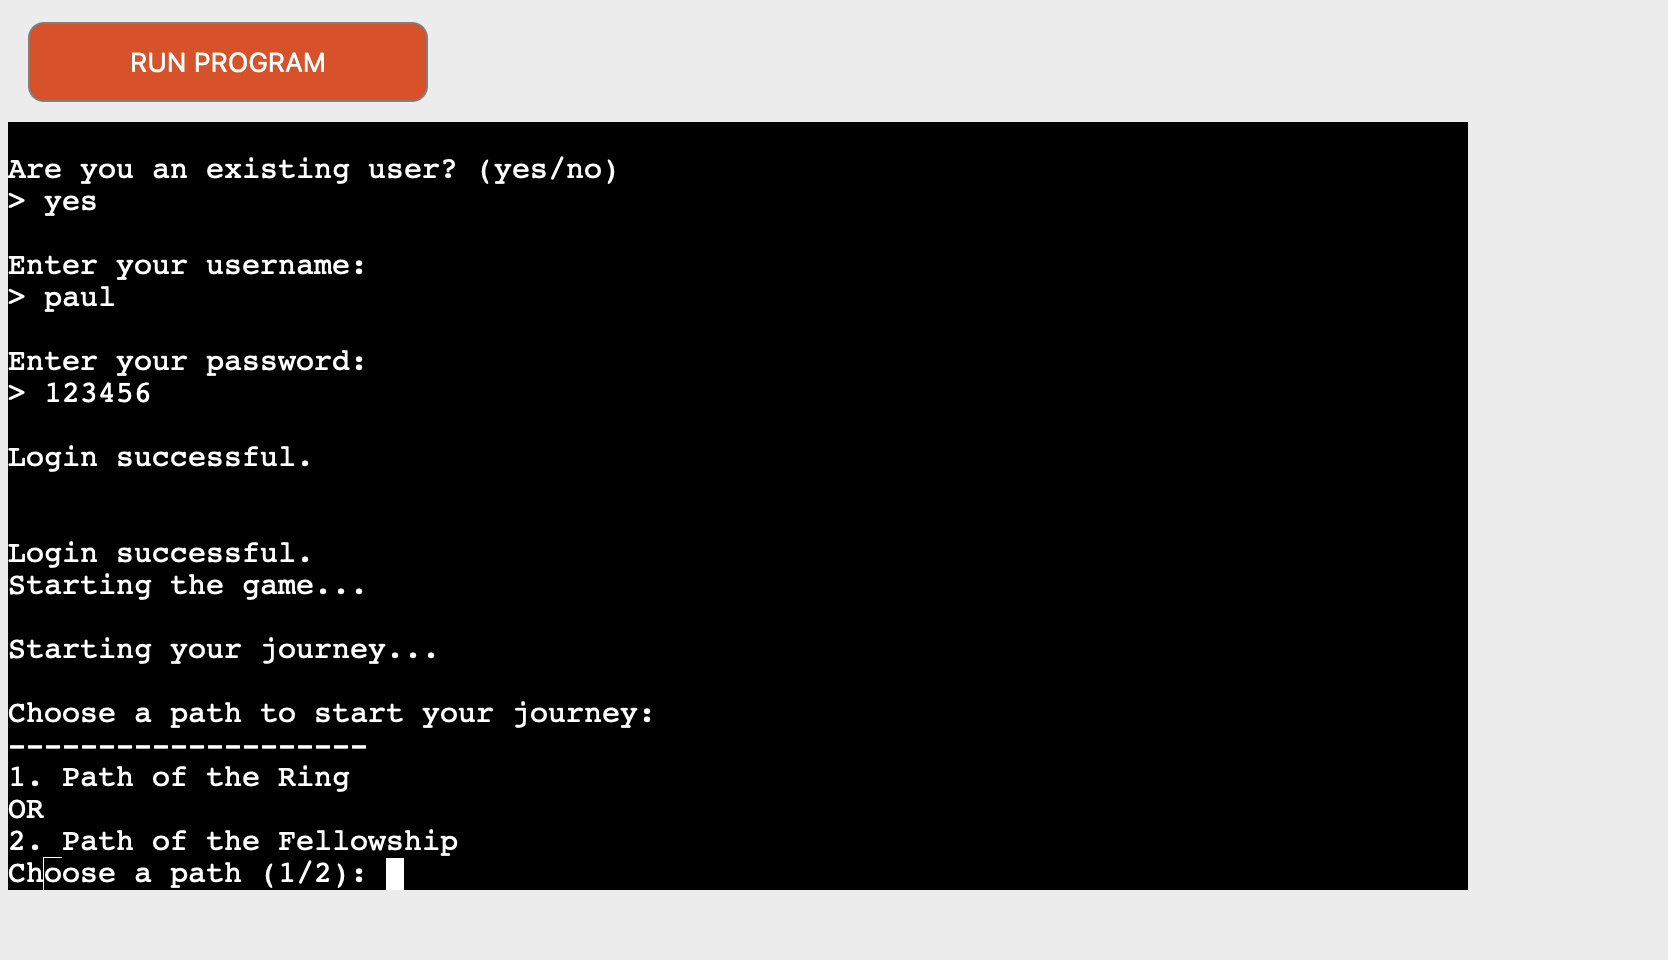 RUN PROGRAM
Are you an existing user? (yes/no)
> yes
Enter your username:
> paul
Enter your password:
> 123456
Login successful.
Login successful.
Starting the game...
Starting your journey...
Choose a path to start your journey:
--------------------
1. Path of the Ring
OR
2. Path of the Fellowship
Choose a path (1/2):